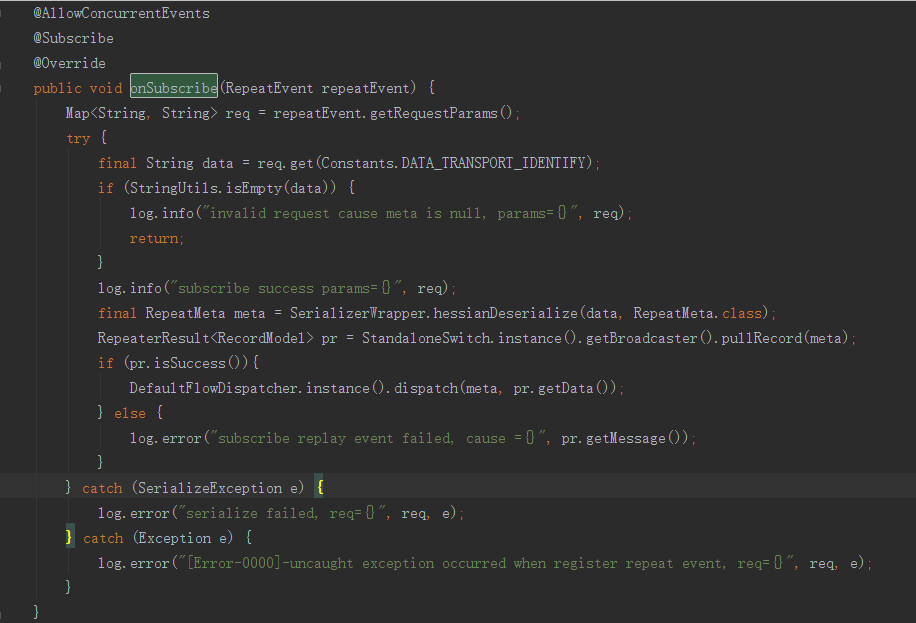 @AllowConcurrentEvents
@Subscribe
@Override
public void onSubscribe(RepeatEvent repeatEvent) {
    Map<String, String> req = repeatEvent.getRequestParams();
    try {
        final String data = req.get(Constants.DATA_TRANSPORT_IDENTIFY);
        if (StringUtils.isEmpty(data)) {
            log.info("invalid request cause meta is null, params={}", req);
            return;
        }
        log.info("subscribe success params={}", req);
        final RepeatMeta meta = SerializerWrapper.hessianDeserialize(data, RepeatMeta.class);
        RepeaterResult<RecordModel> pr = StandaloneSwitch.instance().getBroadcaster().pullRecord(meta);
        if (pr.isSuccess()){
            DefaultFlowDispatcher.instance().dispatch(meta, pr.getData());
        } else {
            log.error("subscribe replay event failed, cause ={}", pr.getMessage());
        }
    } catch (SerializeException e) {
        log.error("serialize failed, req={}", req, e);
    } catch (Exception e) {
        log.error("[Error-0000]-uncaught exception occurred when register repeat event, req={}", req, e);
    }
}